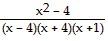 x² – 4
(x – 4)(x + 4)(x +1)